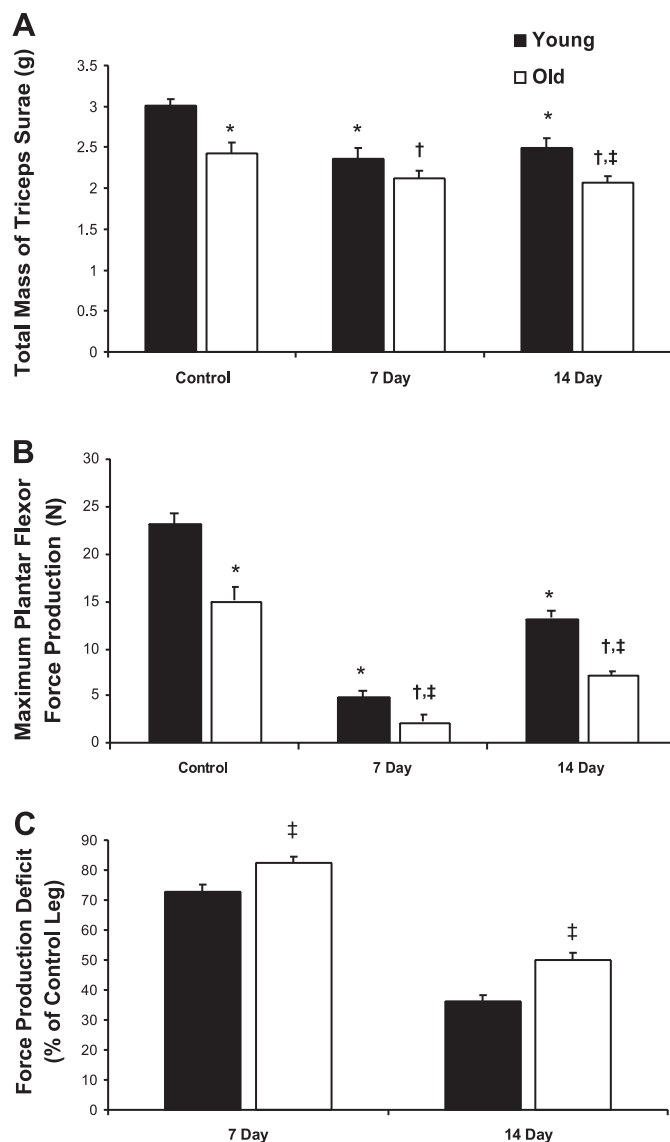 A
Young
Old
Total Mass of Triceps Surae (g)
3.5
3
2.5
2
1.5
1
0.5
0
*
*
†
*
†,‡
Control 7 Day 14 Day
B
Maximum Plantar Flexor
Force Production (N)
30
25
20
15
10
5
0
*
*
†,‡
*
†,‡
Control 7 Day 14 Day
C
Force Production Deficit
(% of Control Leg)
90
80
70
60
50
40
30
20
10
0
‡
‡
7 Day 14 Day